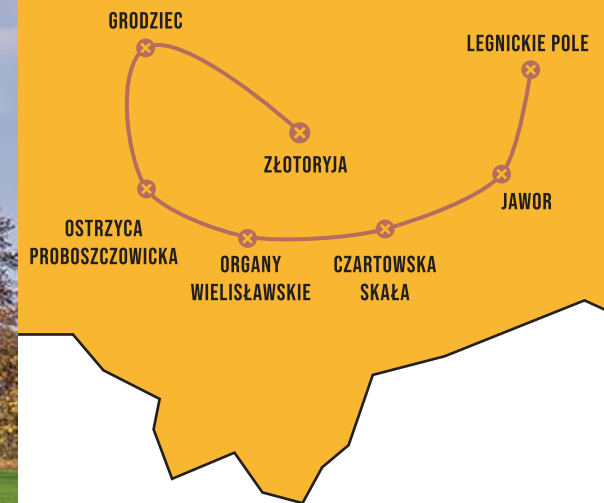 GRODZIEC
LEGNICKIE POLE
ZŁOTORYJA
JAWOR
OSTRZYCA
PROBOSZCZOWICKA
ORGANY
WIELISŁAWSKIE
CZARTOWSKA
SKAŁA